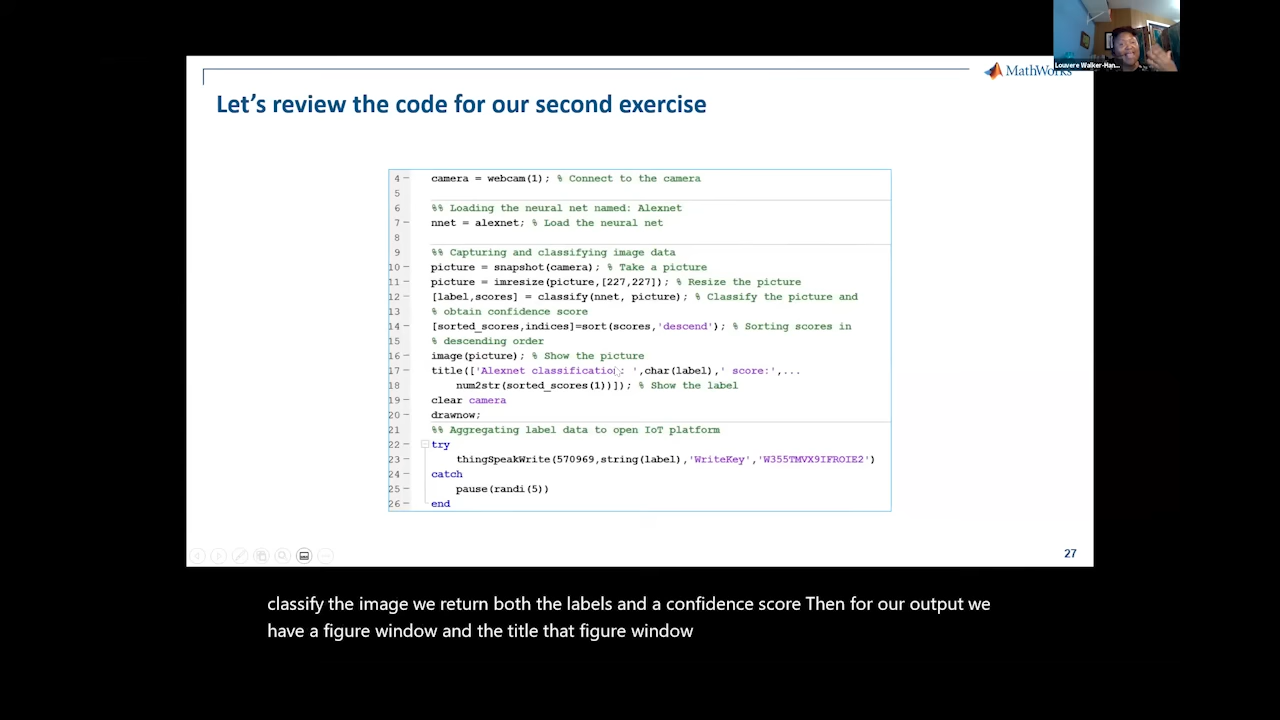 Louvere Walker-Han...
MathWorks
Let's review the code for our second exercise
4 camera = webcam(1); % Connect to the camera
5
6 %% Loading the neural net named: Alexnet
7 nnet = alexnet; % Load the neural net
8
9 %% Capturing and classifying image data
10 picture = snapshot(camera); % Take a picture
11 picture = imresize(picture,[227,227]); % Resize the picture
12 [label,scores] = classify(nnet, picture); % Classify the picture and
13 % obtain confidence score
14 [sorted_scores,indices]=sort(scores,'descend'); % Sorting scores in
15 % descending order
16 image(picture); % Show the picture
17 title(['Alexnet classification: ',char(label),' score:',...
18 num2str(sorted_scores(1))]); % Show the label
19 clear camera
20 drawnow;
21 %% Aggregating label data to open IoT platform
22 try
23 thingSpeakWrite(570969,string(label),'WriteKey','W355TMVX9IFROIE2')
24 catch
25 pause(randi(5))
26 end
27
classify the image we return both the labels and a confidence score Then for our output we
have a figure window and the title that figure window